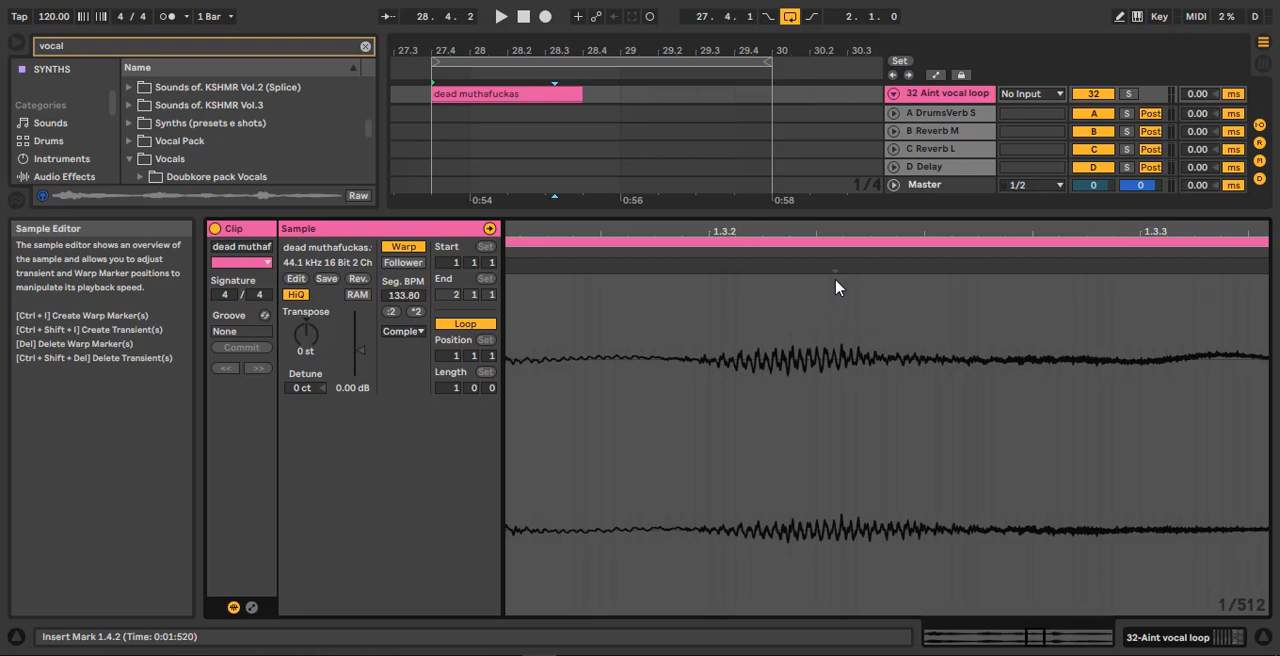 Tap 120.00 4 / 4 1 Bar 28. 4. 2 27. 4. 1 2. 1. 0 Key MIDI 2 % D
vocal
SYNTHS
Categories
Sounds
Drums
Instruments
Audio Effects
Name
Sounds of. KSHMR Vol.2 (Splice)
Sounds of. KSHMR Vol.3
Synths (presets e shots)
Vocal Pack
Vocals
Doubkore pack Vocals
Raw
27.3 27.4 28 28.2 28.3 28.4 29 29.2 29.3 29.4 30 30.2 30.3
dead muthafuckas
1/4
0:54 0:56 0:58
Set
32 Aint vocal loop No Input 32 S 0.00 ms
A DrumsVerb S A S Post 0.00 ms
B Reverb M B S Post 0.00 ms
C Reverb L C S Post 0.00 ms
D Delay D S Post 0.00 ms
Master 1/2 0 0 0.00 ms
I-O
R
M
D
Sample Editor
The sample editor shows an overview of
the sample and allows you to adjust
transient and Warp Marker positions to
manipulate its playback speed.
[Ctrl + I] Create Warp Marker(s)
[Ctrl + Shift + I] Create Transient(s)
[Del] Delete Warp Marker(s)
[Ctrl + Shift + Del] Delete Transient(s)
Clip
dead muthaf
Signature
4 / 4
Groove
None
Commit
<< >>
Sample
dead muthafuckas.
44.1 kHz 16 Bit 2 Ch
Edit Save Rev.
HiQ RAM
Transpose
0 st
Detune
0 ct 0.00 dB
Warp
Follower
Seg. BPM
133.80
:2 *2
Comple
Start Set
1 1 1
End Set
2 1 1
Loop
Position Set
1 1 1
Length Set
1 0 0
1.3.2 1.3.3
1/512
Insert Mark 1.4.2 (Time: 0:01:520)
32-Aint vocal loop